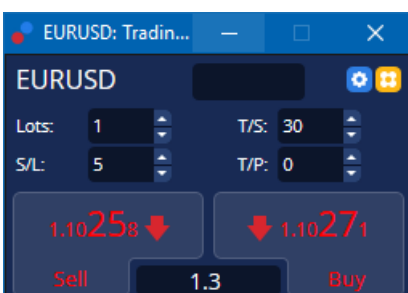 EURUSD: Tradin...
EURUSD
Lots: 1 T/S: 30
S/L: 5 T/P: 0
1.10258 1.10271
Sell 1.3 Buy